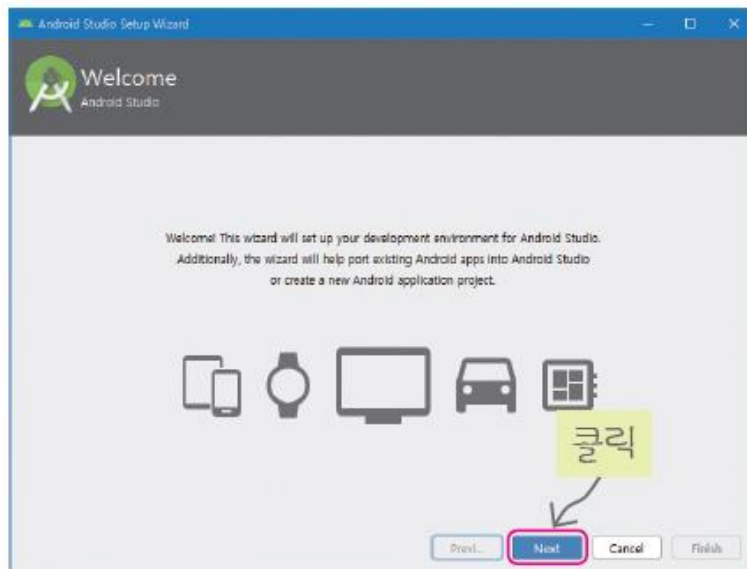 Android Studio Setup Wizard
Welcome
Android Studio
Welcome! This wizard will set up your development environment for Android Studio.
Additionally, the wizard will help port existing Android apps into Android Studio
or create a new Android application project.
클릭
Previ...
Next
Cancel
Finish